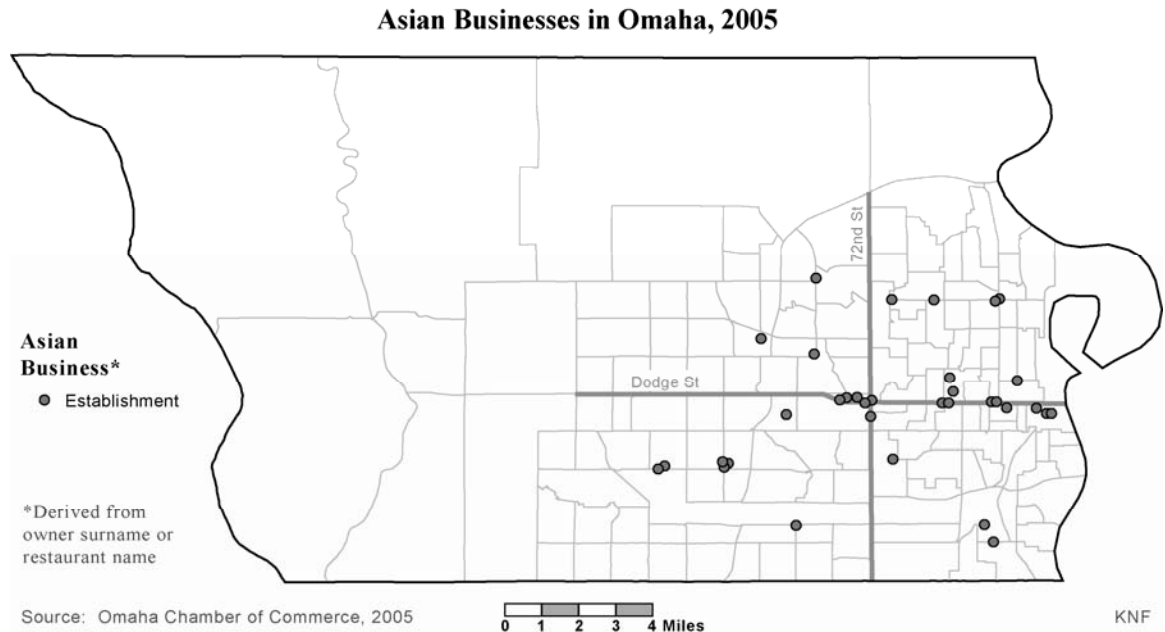 Asian Businesses in Omaha, 2005
72nd St
Dodge St
Asian
Business*
Establishment
*Derived from
owner surname or
restaurant name
Source: Omaha Chamber of Commerce, 2005
0 1 2 3 4 Miles
KNF